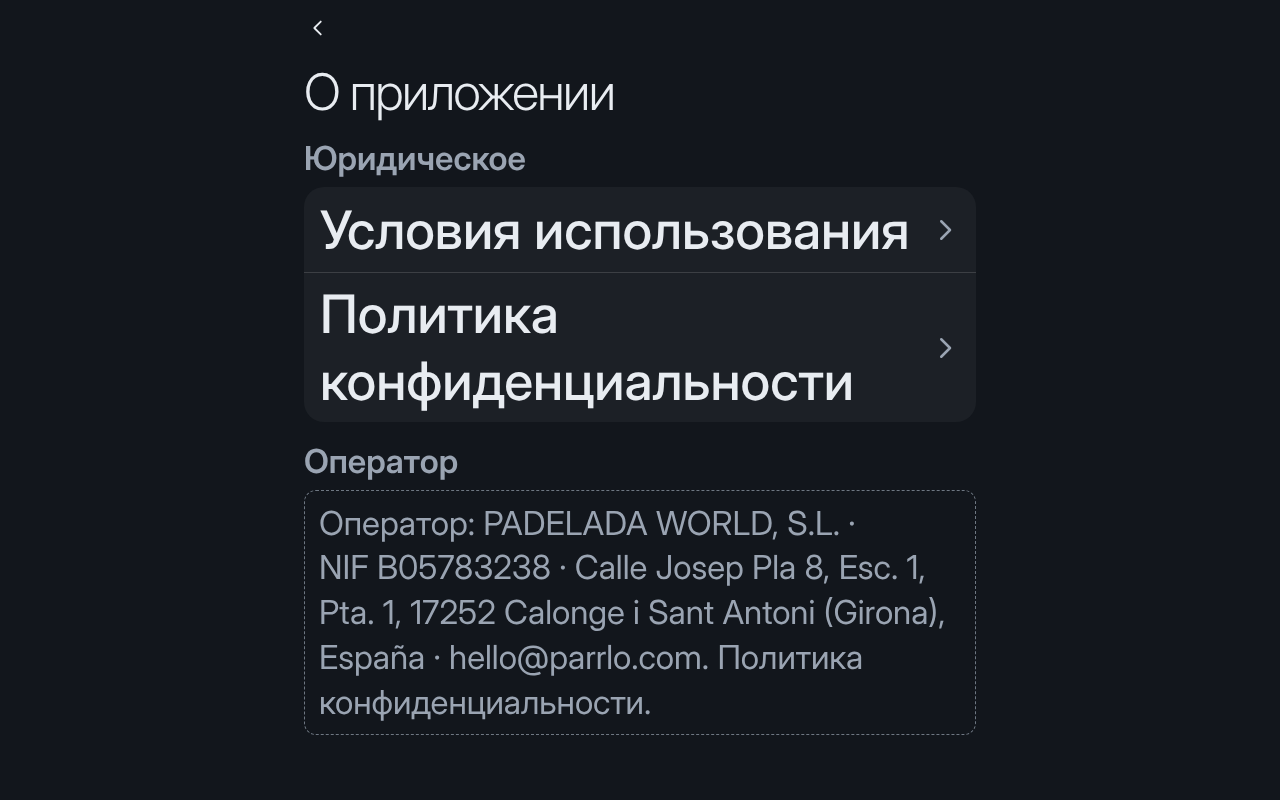 О приложении
Юридическое
Условия использования
Политика
конфиденциальности
Оператор
Оператор: PADELADA WORLD, S.L. ·
NIF B05783238 · Calle Josep Pla 8, Esc. 1,
Pta. 1, 17252 Calonge i Sant Antoni (Girona),
España · hello@parrlo.com. Политика
конфиденциальности.